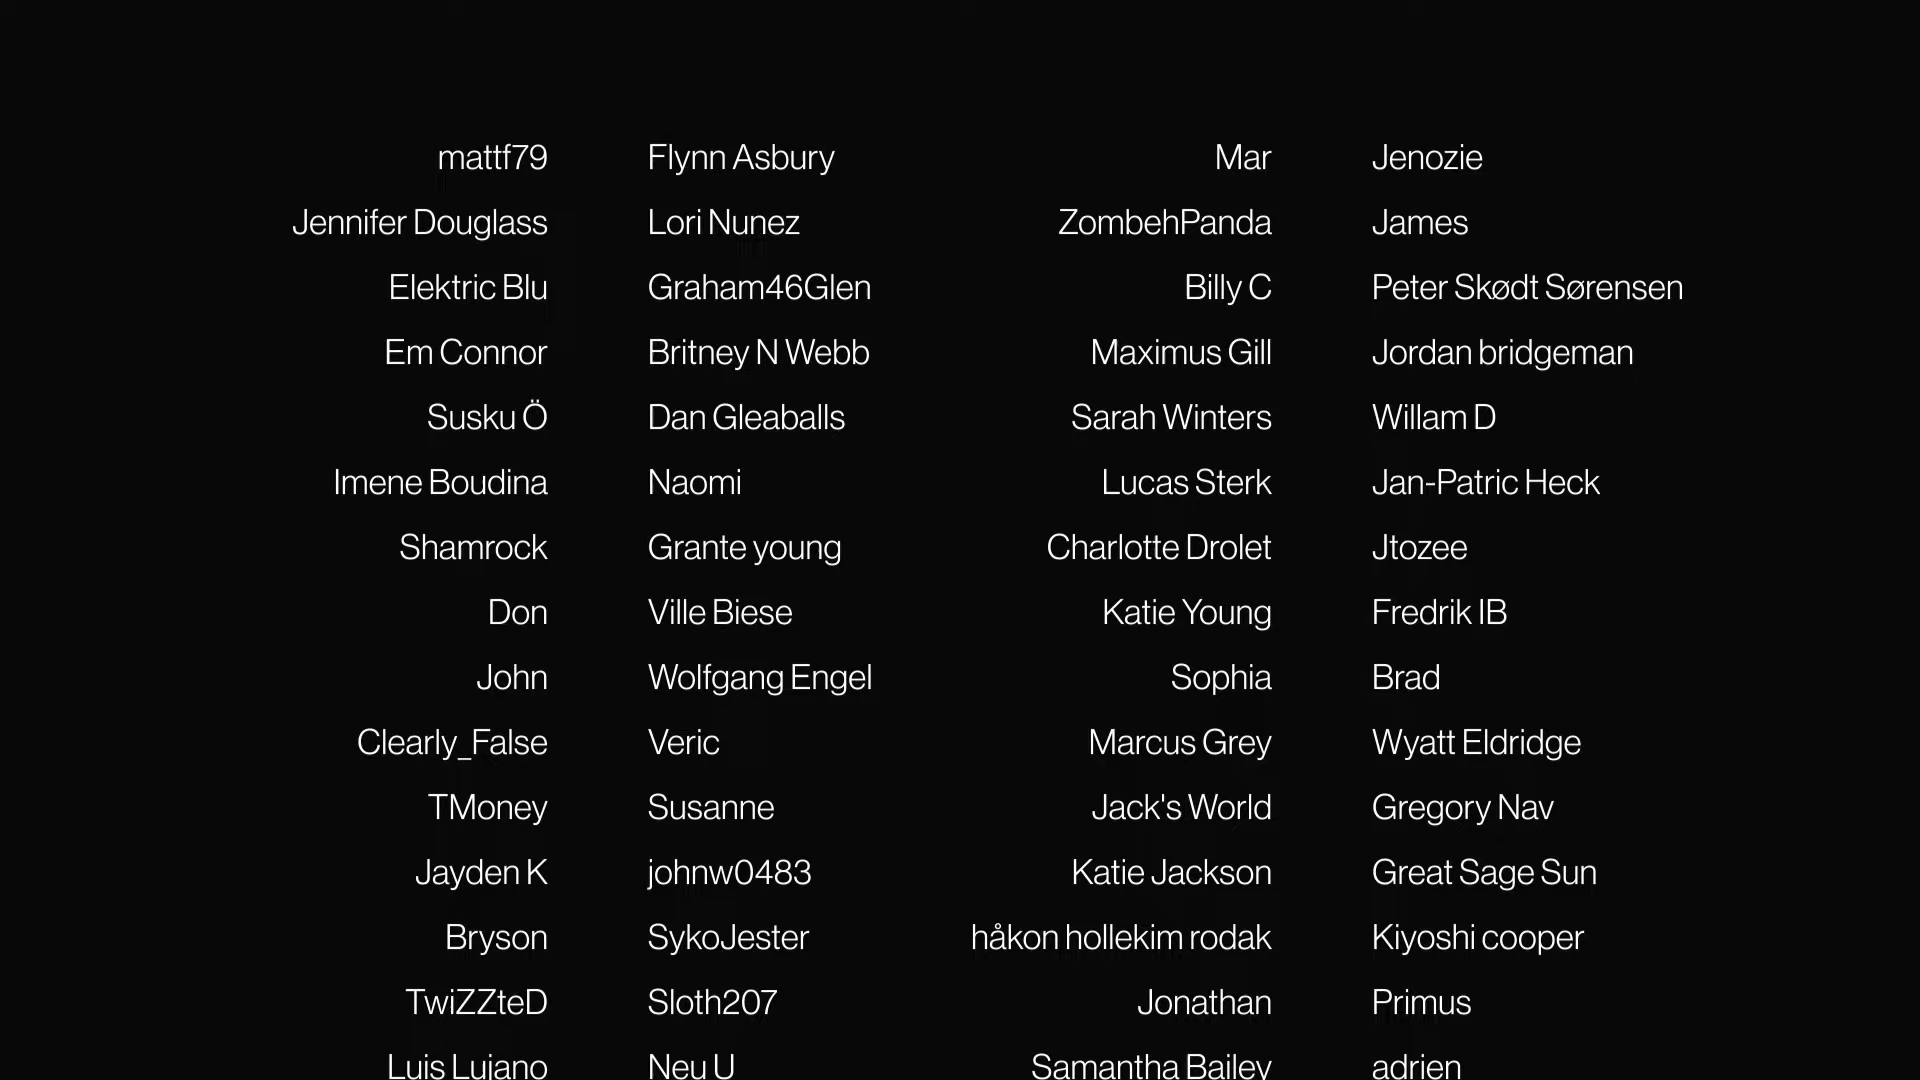 mattf79 Flynn Asbury Mar Jenozie
Jennifer Douglass Lori Nunez ZombehPanda James
Elektric Blu Graham46Glen Billy C Peter Skødt Sørensen
Em Connor Britney N Webb Maximus Gill Jordan bridgeman
Susku Ö Dan Gleaballs Sarah Winters Willam D
Imene Boudina Naomi Lucas Sterk Jan-Patric Heck
Shamrock Grante young Charlotte Drolet Jtozee
Don Ville Biese Katie Young Fredrik IB
John Wolfgang Engel Sophia Brad
Clearly_False Veric Marcus Grey Wyatt Eldridge
TMoney Susanne Jack's World Gregory Nav
Jayden K johnw0483 Katie Jackson Great Sage Sun
Bryson SykoJester håkon hollekim rodak Kiyoshi cooper
TwiZZteD Sloth207 Jonathan Primus
Luis Lujano Neu U Samantha Bailey adrien